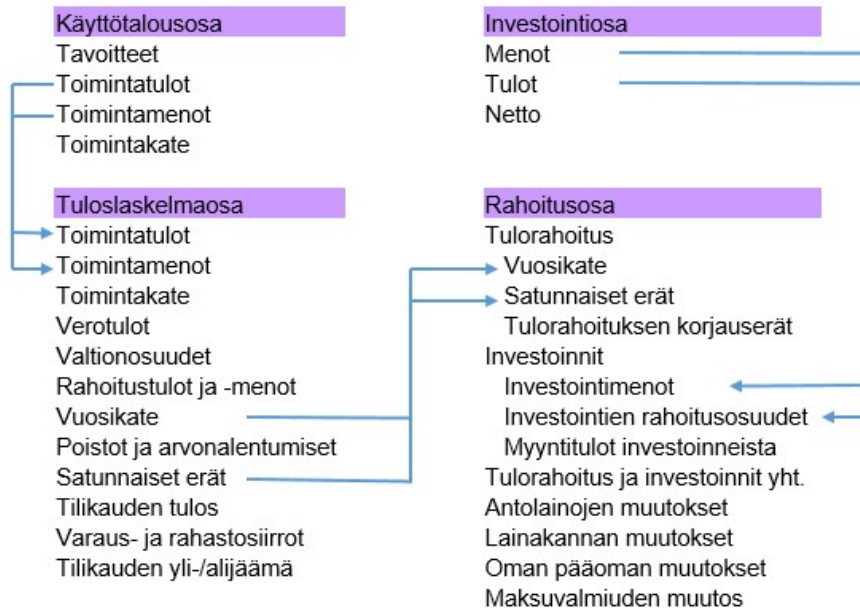 Käyttötalousosa
Tavoitteet
Toimintatulot
Toimintamenot
Toimintakate
Investointiosa
Menot
Tulot
Netto
Tuloslaskelmaosa
Toimintatulot
Toimintamenot
Toimintakate
Verotulot
Valtionosuudet
Rahoitustulot ja -menot
Vuosikate
Poistot ja arvonalentumiset
Satunnaiset erät
Tilikauden tulos
Varaus- ja rahastosiirrot
Tilikauden yli-/alijäämä
Rahoitusosa
Tulorahoitus
Vuosikate
Satunnaiset erät
Tulorahoituksen korjauserät
Investoinnit
Investointimenot
Investointien rahoitusosuudet
Myyntitulot investoinneista
Tulorahoitus ja investoinnit yht.
Antolainojen muutokset
Lainakannan muutokset
Oman pääoman muutokset
Maksuvalmiuden muutos